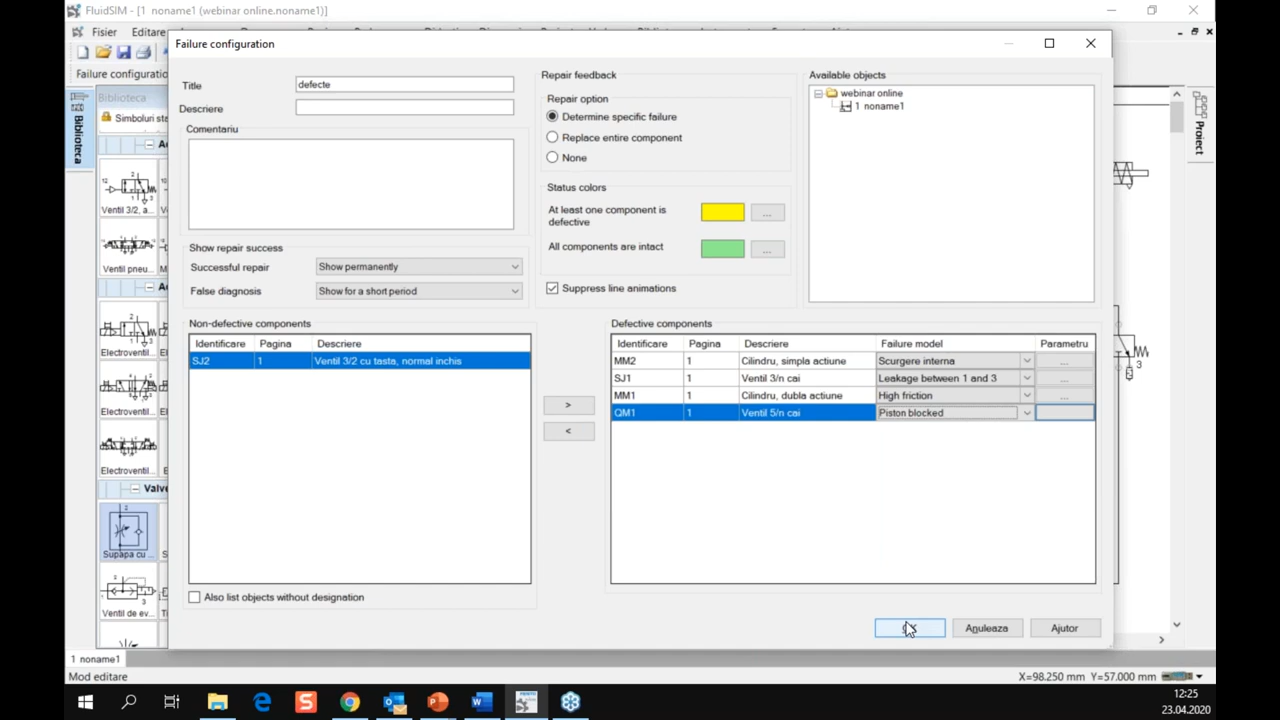 FluidSIM - [1 noname1 (webinar online.noname1)]
Fisier
Editare
Failure configuratio
Failure configuration
Title
defecte
Descriere
Comentariu
Show repair success
Successful repair
Show permanently
False diagnosis
Show for a short period
Repair feedback
Repair option
Determine specific failure
Replace entire component
None
Status colors
At least one component is
defective
...
All components are intact
...
Suppress line animations
Available objects
webinar online
1 noname1
Non-defective components
Identificare Pagina Descriere
SJ2 1 Ventil 3/2 cu tasta, normal inchis
>
<
Also list objects without designation
Defective components
Identificare Pagina Descriere Failure model Parametru
MM2 1 Cilindru, simpla actiune Scurgere interna ...
SJ1 1 Ventil 3/n cai Leakage between 1 and 3 ...
MM1 1 Cilindru, dubla actiune High friction ...
QM1 1 Ventil 5/n cai Piston blocked
Anuleaza
Ajutor
Biblioteca
Biblioteca
Simboluri sta
Ventil 3/2, a...
Ventil pneu...
Electroventil...
Electroventil...
Electroventil...
Valve
Supapa cu ...
Ventil de ev...
Proiect
3
1 noname1
Mod editare
X=98.250 mm Y=57.000 mm
12:25
23.04.2020